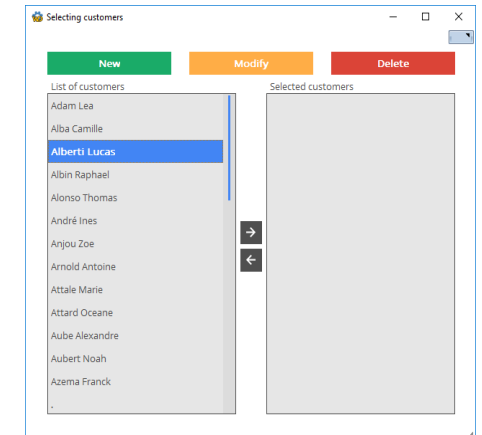 Selecting customers
New
Modify
Delete
List of customers
Selected customers
Adam Lea
Alba Camille
Alberti Lucas
Albin Raphael
Alonso Thomas
André Ines
Anjou Zoe
Arnold Antoine
Attale Marie
Attard Oceane
Aube Alexandre
Aubert Noah
Azema Franck